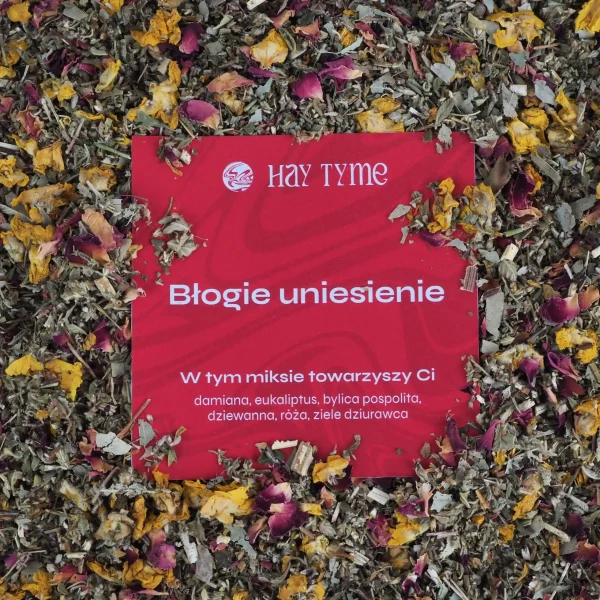 HAY TYME
Błogie uniesienie
W tym miksie towarzyszy Ci
damiana, eukaliptus, bylica pospolita,
dziewanna, róża, ziele dziurawca